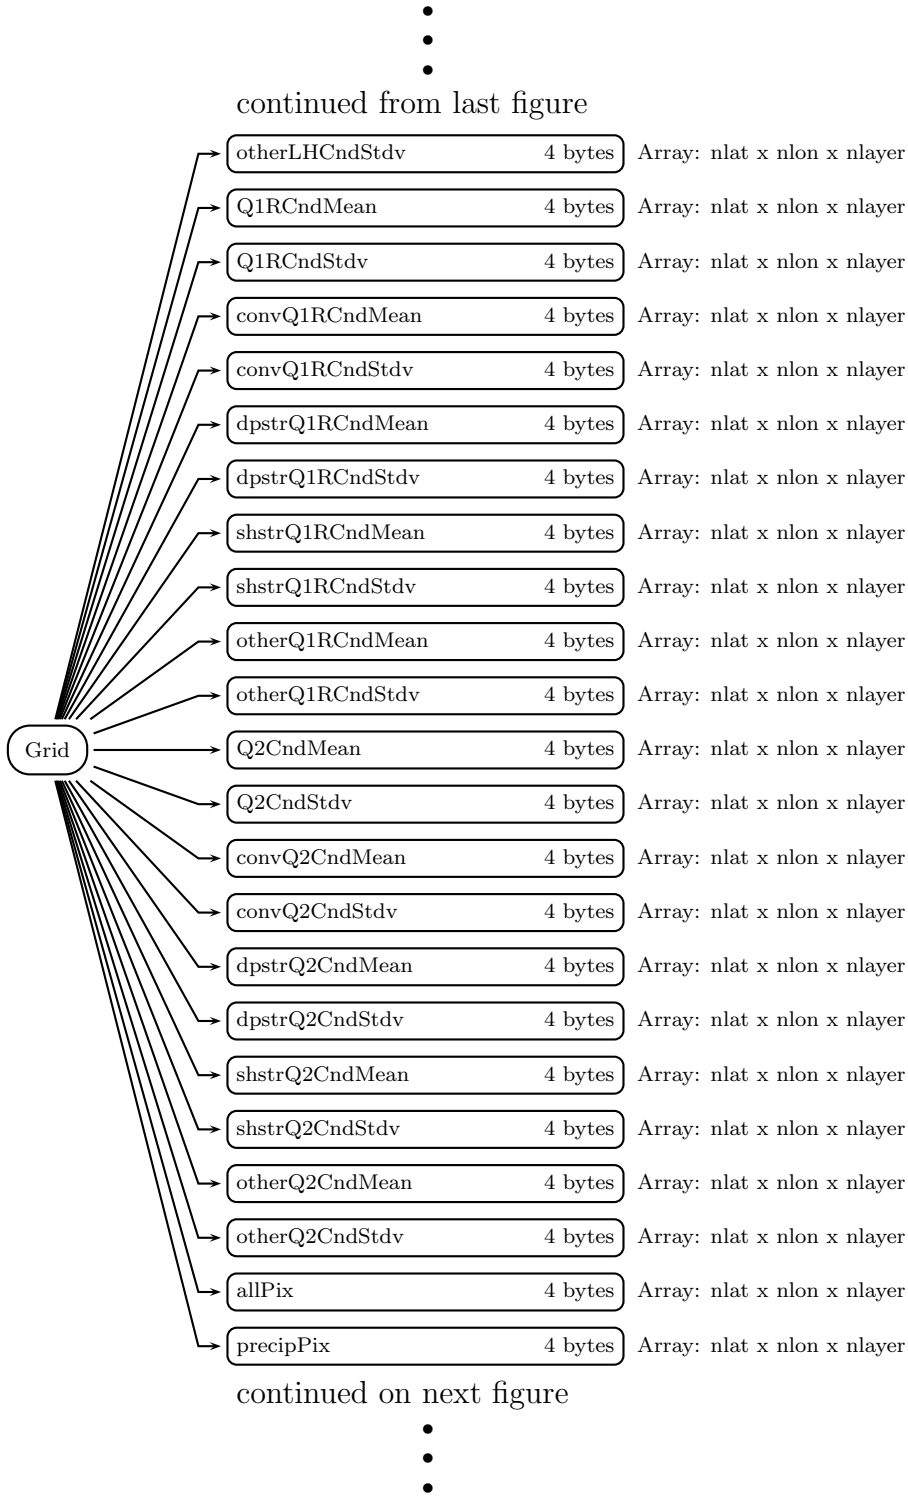 continued from last figure
otherLHCndStdv 4 bytes Array: nlat x nlon x nlayer
Q1RCndMean 4 bytes Array: nlat x nlon x nlayer
Q1RCndStdv 4 bytes Array: nlat x nlon x nlayer
convQ1RCndMean 4 bytes Array: nlat x nlon x nlayer
convQ1RCndStdv 4 bytes Array: nlat x nlon x nlayer
dpstrQ1RCndMean 4 bytes Array: nlat x nlon x nlayer
dpstrQ1RCndStdv 4 bytes Array: nlat x nlon x nlayer
shstrQ1RCndMean 4 bytes Array: nlat x nlon x nlayer
shstrQ1RCndStdv 4 bytes Array: nlat x nlon x nlayer
otherQ1RCndMean 4 bytes Array: nlat x nlon x nlayer
otherQ1RCndStdv 4 bytes Array: nlat x nlon x nlayer
Grid Q2CndMean 4 bytes Array: nlat x nlon x nlayer
Q2CndStdv 4 bytes Array: nlat x nlon x nlayer
convQ2CndMean 4 bytes Array: nlat x nlon x nlayer
convQ2CndStdv 4 bytes Array: nlat x nlon x nlayer
dpstrQ2CndMean 4 bytes Array: nlat x nlon x nlayer
dpstrQ2CndStdv 4 bytes Array: nlat x nlon x nlayer
shstrQ2CndMean 4 bytes Array: nlat x nlon x nlayer
shstrQ2CndStdv 4 bytes Array: nlat x nlon x nlayer
otherQ2CndMean 4 bytes Array: nlat x nlon x nlayer
otherQ2CndStdv 4 bytes Array: nlat x nlon x nlayer
allPix 4 bytes Array: nlat x nlon x nlayer
precipPix 4 bytes Array: nlat x nlon x nlayer
continued on next figure